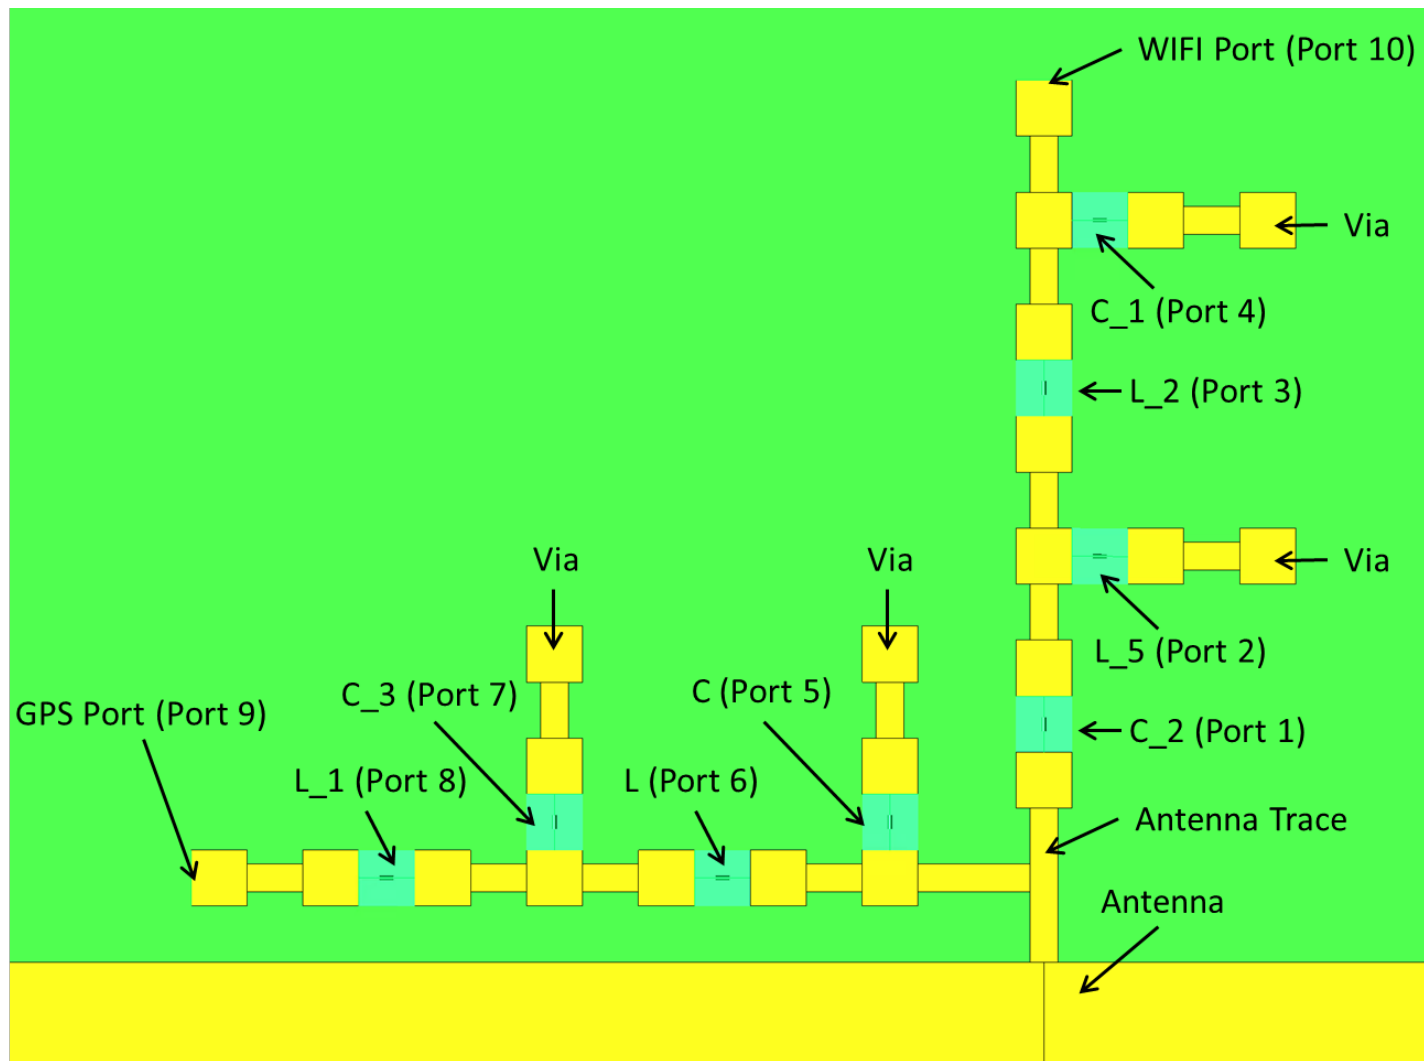 WIFI Port (Port 10)
Via
C_1 (Port 4)
L_2 (Port 3)
Via
Via
Via
L_5 (Port 2)
C_3 (Port 7)
C (Port 5)
GPS Port (Port 9)
C_2 (Port 1)
L_1 (Port 8)
L (Port 6)
Antenna Trace
Antenna